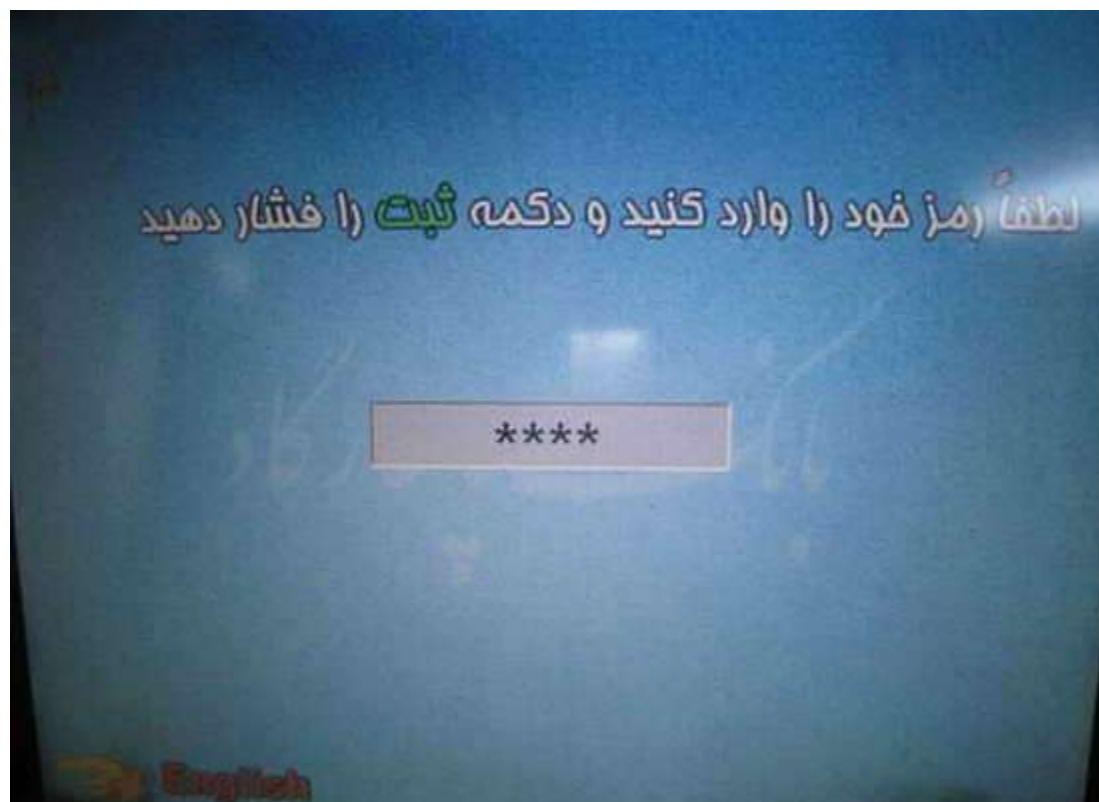 لطفاً رمز خود را وارد کنید و دکمه ثبت را فشار دهید
****
English